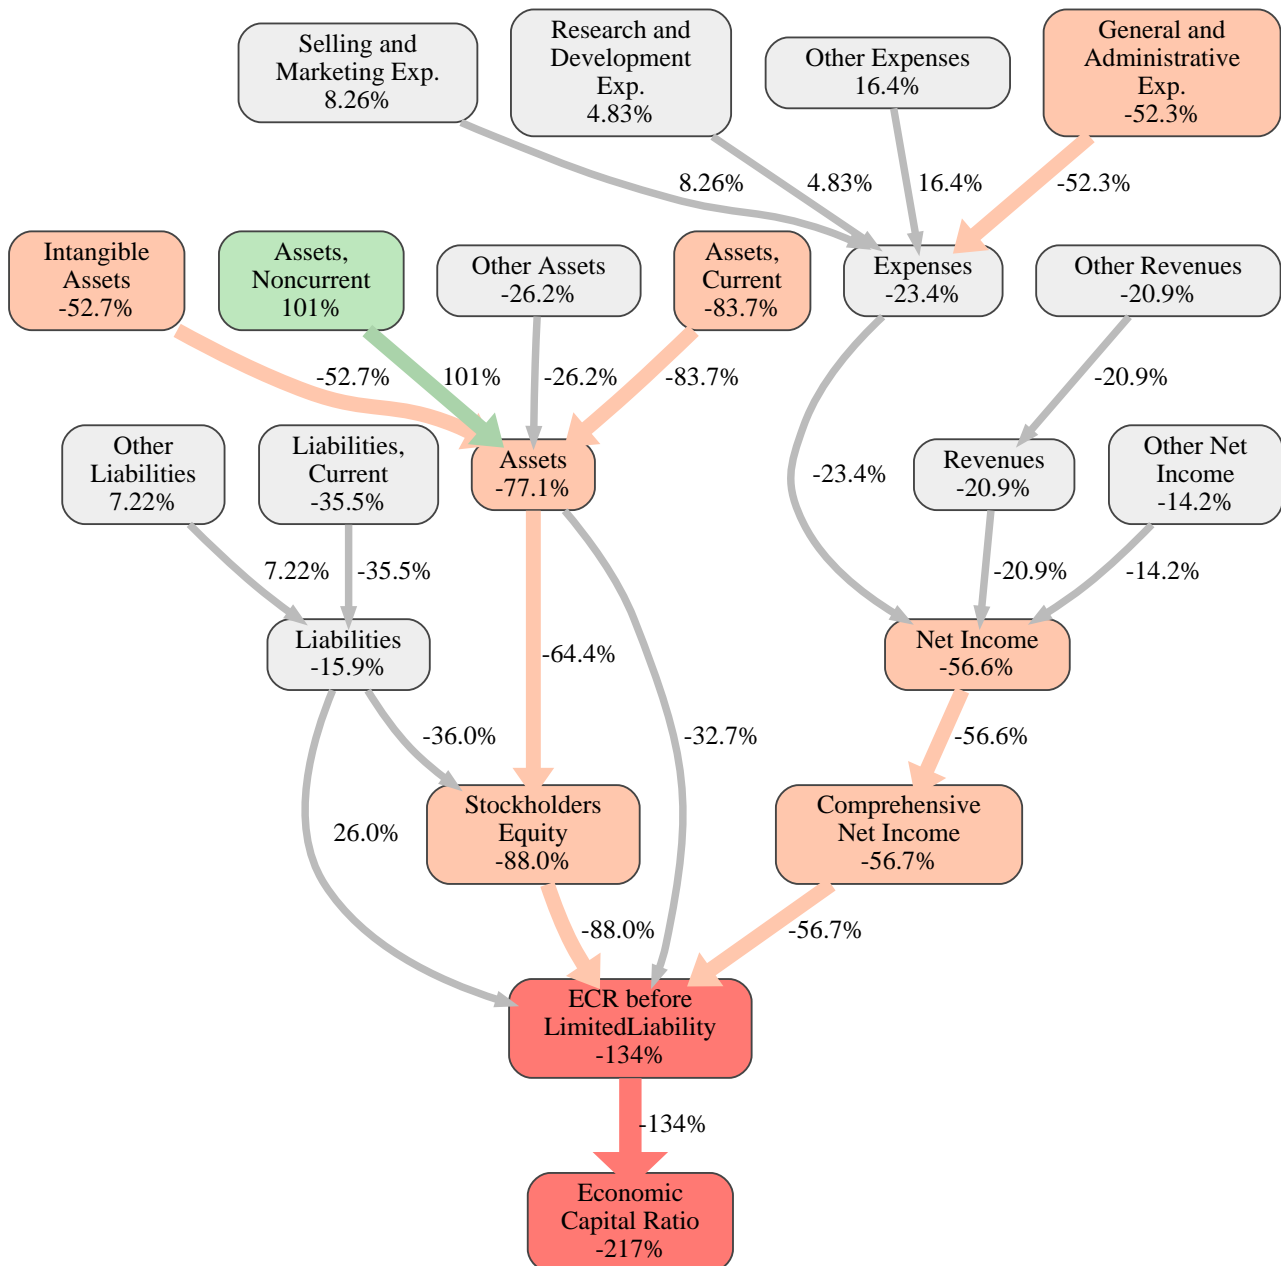 Selling and
Marketing Exp.
8.26%
Research and
Development
Exp.
4.83%
Other Expenses
16.4%
General and
Administrative
Exp.
-52.3%
8.26%
4.83%
16.4%
-52.3%
Intangible
Assets
-52.7%
Assets,
Noncurrent
101%
Other Assets
-26.2%
Assets,
Current
-83.7%
Expenses
-23.4%
Other Revenues
-20.9%
-52.7%
101%
-26.2%
-83.7%
-20.9%
Other
Liabilities
7.22%
Liabilities,
Current
-35.5%
Assets
-77.1%
-23.4%
Revenues
-20.9%
Other Net
Income
-14.2%
7.22%
-35.5%
-20.9%
-14.2%
Liabilities
-15.9%
-64.4%
Net Income
-56.6%
-36.0%
-32.7%
-56.6%
26.0%
Stockholders
Equity
-88.0%
Comprehensive
Net Income
-56.7%
-88.0%
-56.7%
ECR before
LimitedLiability
-134%
-134%
Economic
Capital Ratio
-217%